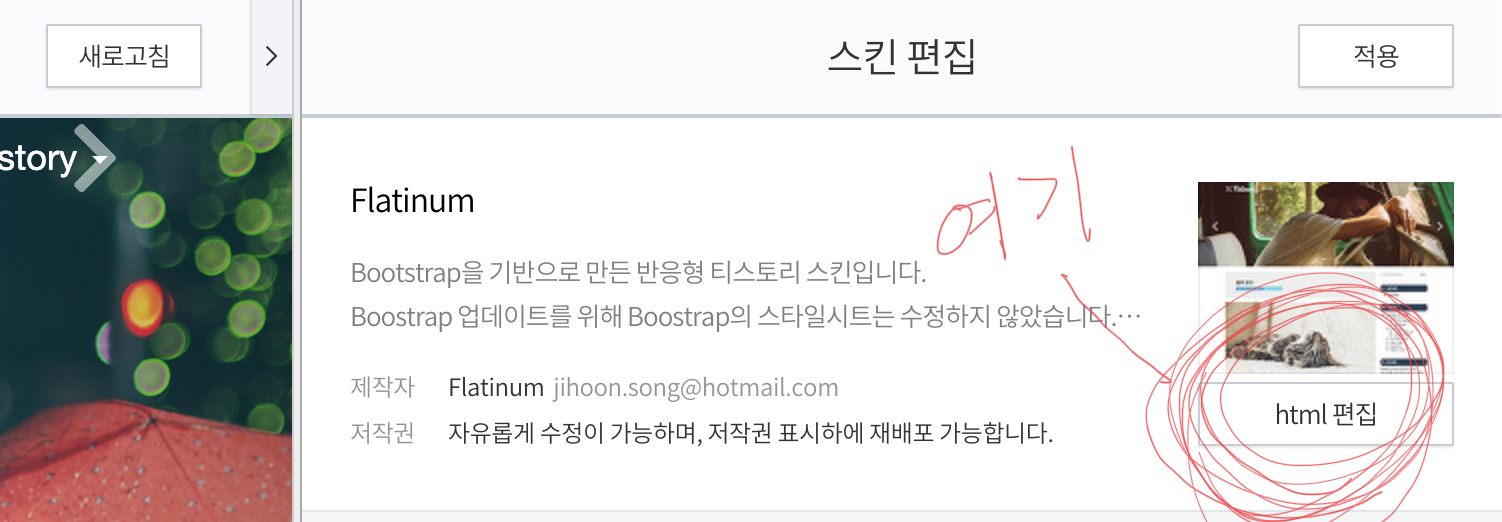 새로고침
스킨 편집
적용
story
여기
Flatinum
Bootstrap을 기반으로 만든 반응형 티스토리 스킨입니다.
Boostrap 업데이트를 위해 Boostrap의 스타일시트는 수정하지 않았습니다.…
제작자 Flatinum jihoon.song@hotmail.com
저작권 자유롭게 수정이 가능하며, 저작권 표시하에 재배포 가능합니다.
html 편집